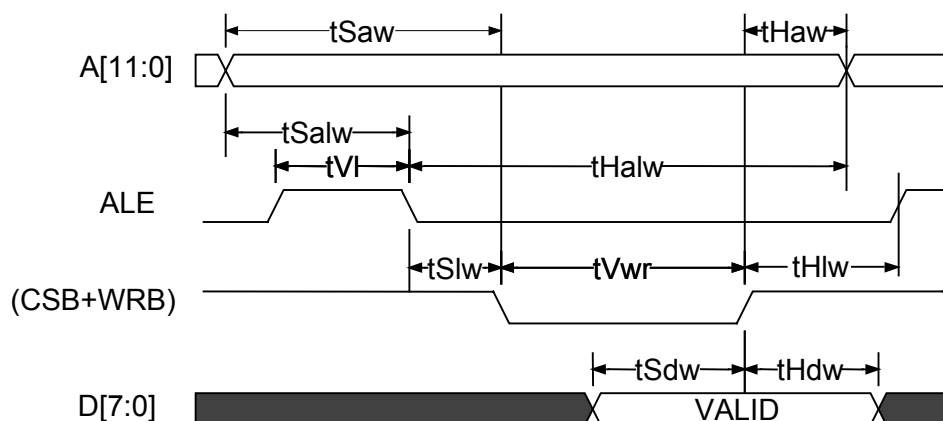 tSaw tHaw
A[11:0]
tSalw
tVl tHalw
ALE
tSlw tVwr tHlw
(CSB+WRB)
tSdw tHdw
D[7:0] VALID